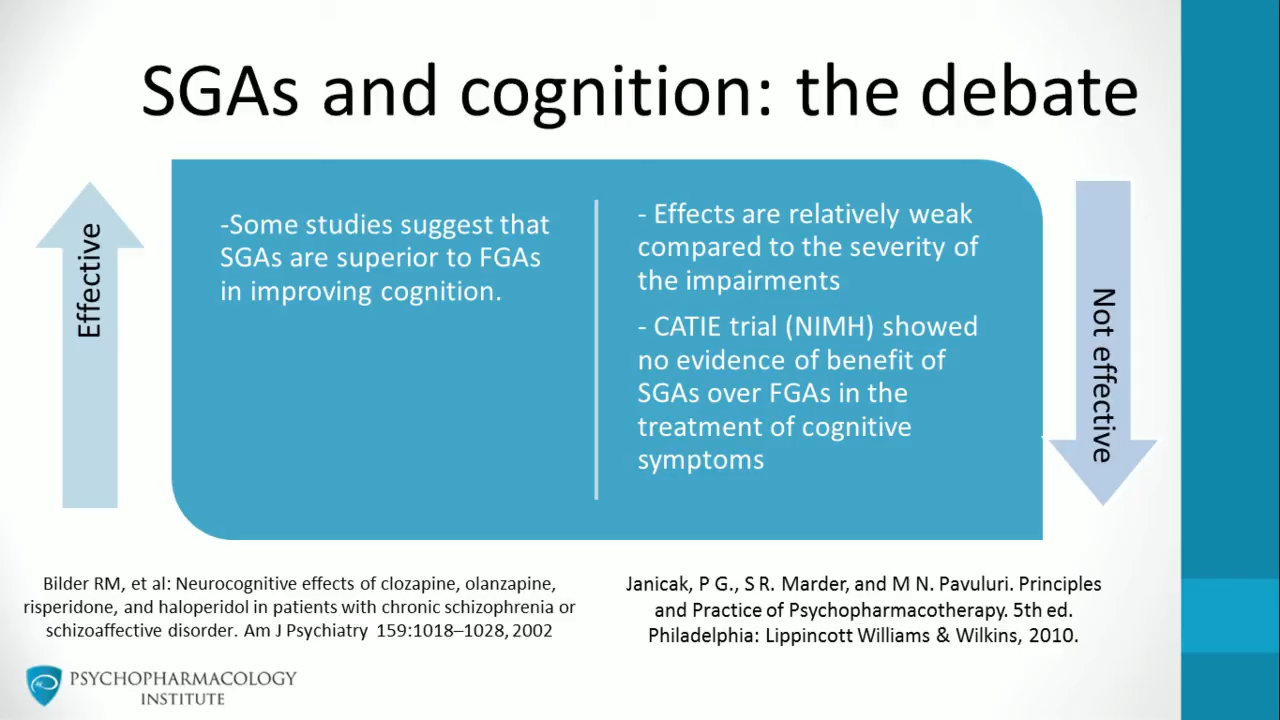 SGAs and cognition: the debate
Effective
-Some studies suggest that
SGAs are superior to FGAs
in improving cognition.
- Effects are relatively weak
compared to the severity of
the impairments
- CATIE trial (NIMH) showed
no evidence of benefit of
SGAs over FGAs in the
treatment of cognitive
symptoms
Not effective
Bilder RM, et al: Neurocognitive effects of clozapine, olanzapine,
risperidone, and haloperidol in patients with chronic schizophrenia or
schizoaffective disorder. Am J Psychiatry 159:1018–1028, 2002
Janicak, P G., S R. Marder, and M N. Pavuluri. Principles
and Practice of Psychopharmacotherapy. 5th ed.
Philadelphia: Lippincott Williams & Wilkins, 2010.
PSYCHOPHARMACOLOGY
INSTITUTE